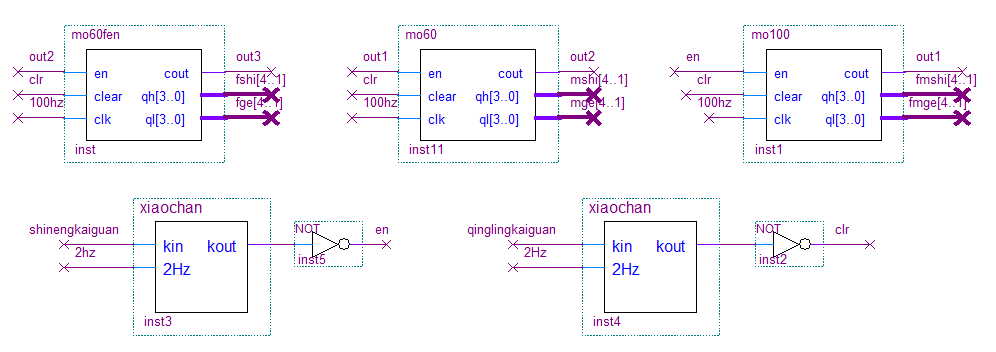 mo60fen
out2
en
cout
out3
clr
clear
qh[3..0]
fshi[4..1]
100hz
clk
ql[3..0]
fge[4..1]
inst
mo60
out1
en
cout
out2
clr
clear
qh[3..0]
mshi[4..1]
100hz
clk
ql[3..0]
mge[4..1]
inst11
mo100
en
en
cout
out1
clr
clear
qh[3..0]
fmshi[4..1]
100hz
clk
ql[3..0]
fmge[4..1]
inst1
xiaochan
shinengkaiguan
kin
kout
2hz
2Hz
inst3
NOT
en
inst5
xiaochan
qinglingkaiguan
kin
kout
2Hz
2Hz
inst4
NOT
clr
inst2